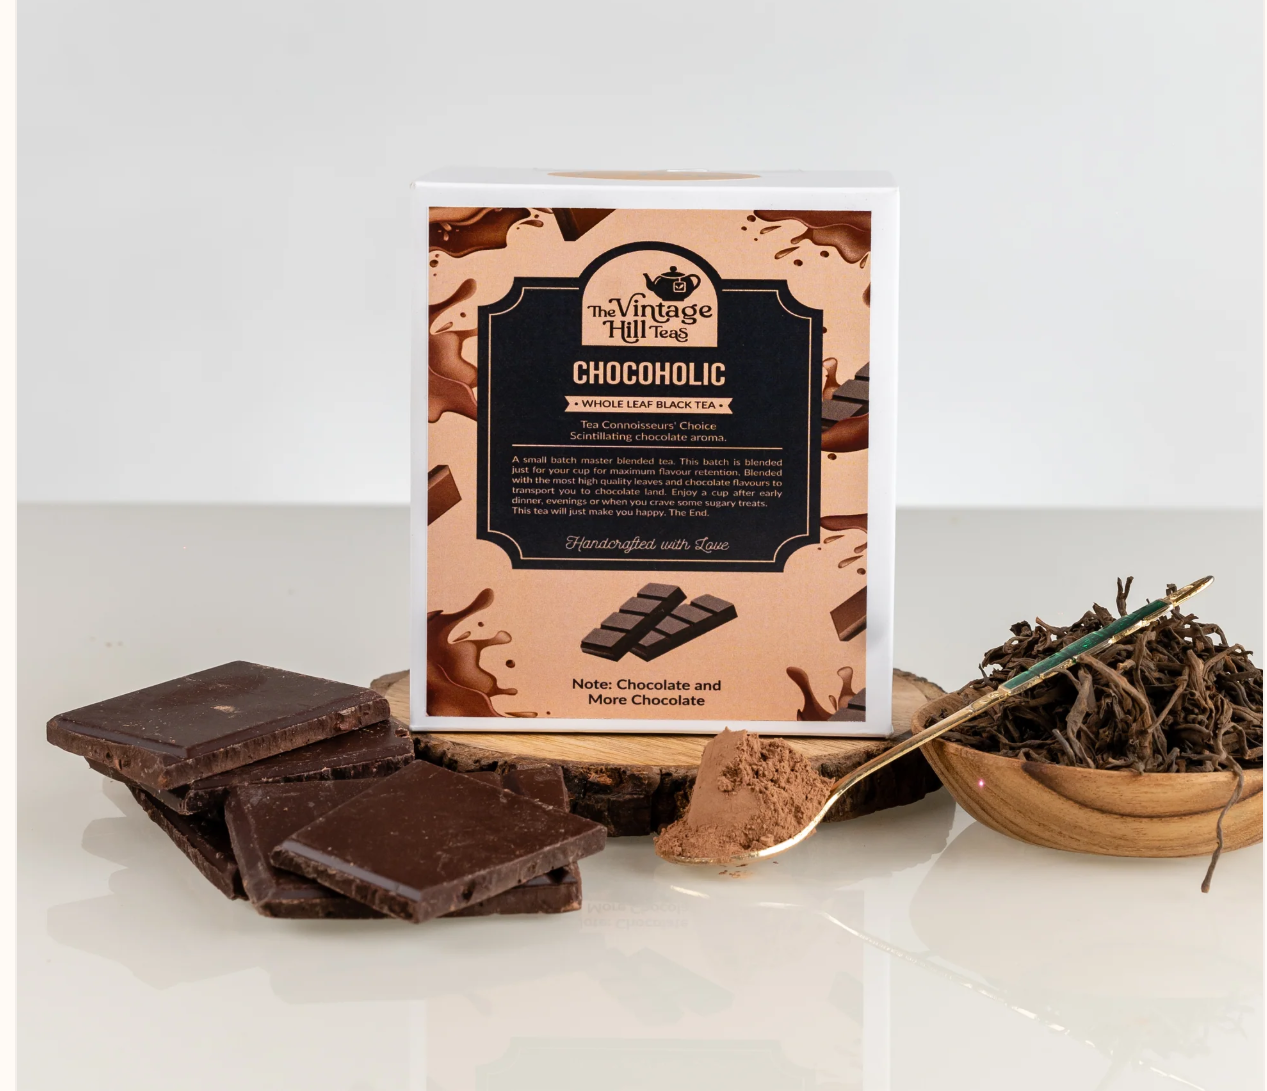 The Vintage
Hill Teas
CHOCOHOLIC
• WHOLE LEAF BLACK TEA •
Tea Connoisseurs' Choice
Scintillating chocolate aroma.
A small batch master blended tea. This batch is blended
just for your cup for maximum flavour retention. Blended
with the most high quality leaves and chocolate flavours to
transport you to chocolate land. Enjoy a cup after early
dinner, evenings or when you crave some sugary treats.
This tea will just make you happy. The End.
Handcrafted with Love
Note: Chocolate and
More Chocolate